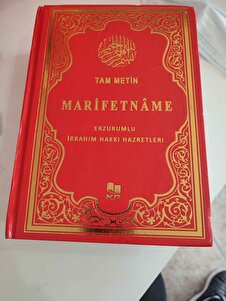 TAM METİN
MARİFETNÂME
ERZURUMLU
İBRAHİM HAKKI HAZRETLERİ